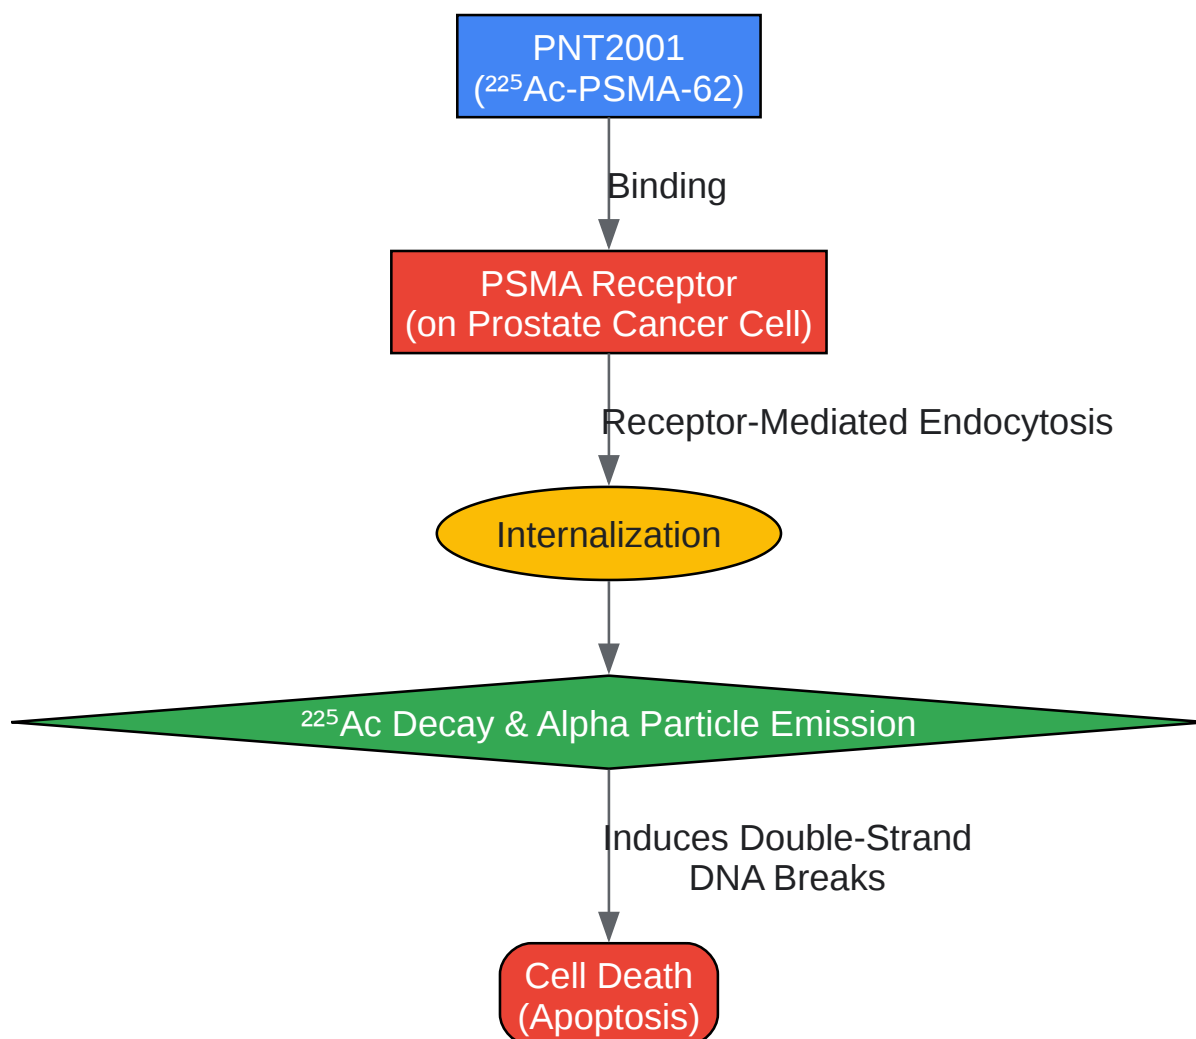 PNT2001
(²²⁵Ac-PSMA-62)
Binding
PSMA Receptor
(on Prostate Cancer Cell)
Receptor-Mediated Endocytosis
Internalization
²²⁵Ac Decay & Alpha Particle Emission
Induces Double-Strand
DNA Breaks
Cell Death
(Apoptosis)